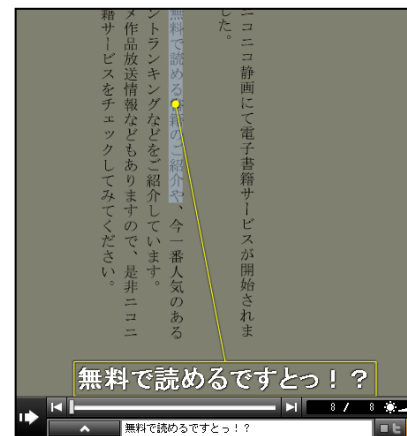 ニコニコ静画にて電子書籍サービスが開始されま
した。
無料で読める書籍のご紹介や、今一番人気のある
ントランキングなどをご紹介しています。
メ作品放送情報などもありますので、是非ニコニ
籍サービスをチェックしてみてください。
無料で読めるですとっ！？
8 / 8
無料で読めるですとっ！？